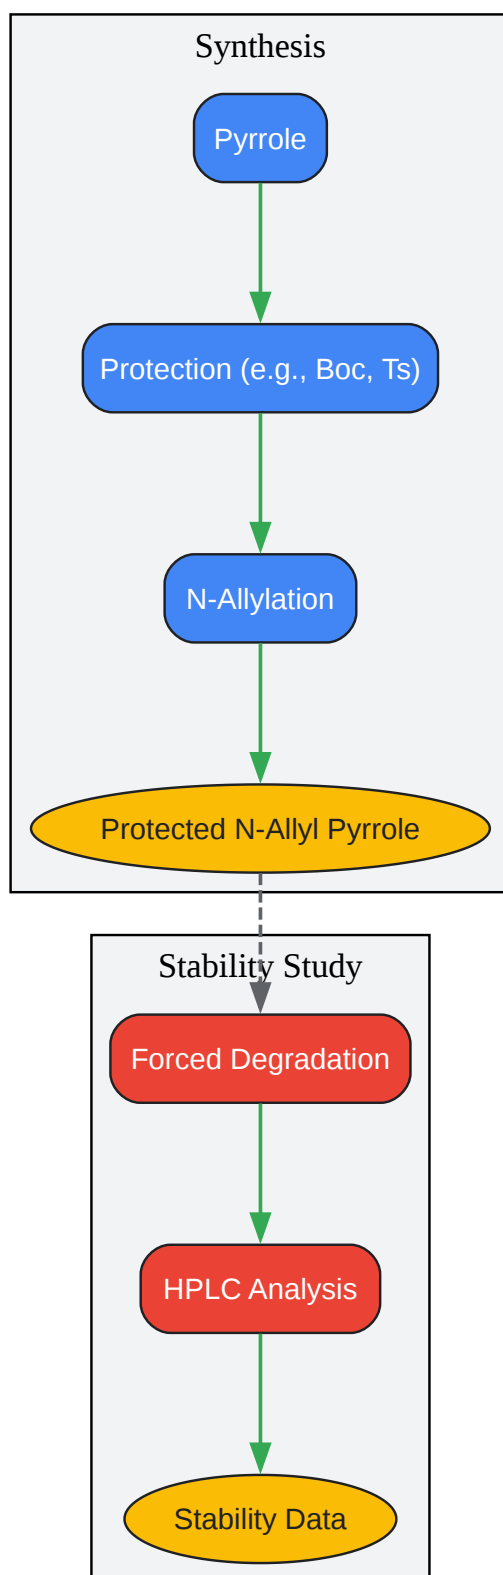 Synthesis
Pyrrole
Protection (e.g., Boc, Ts)
N-Allylation
Protected N-Allyl Pyrrole
Stability Study
Forced Degradation
HPLC Analysis
Stability Data